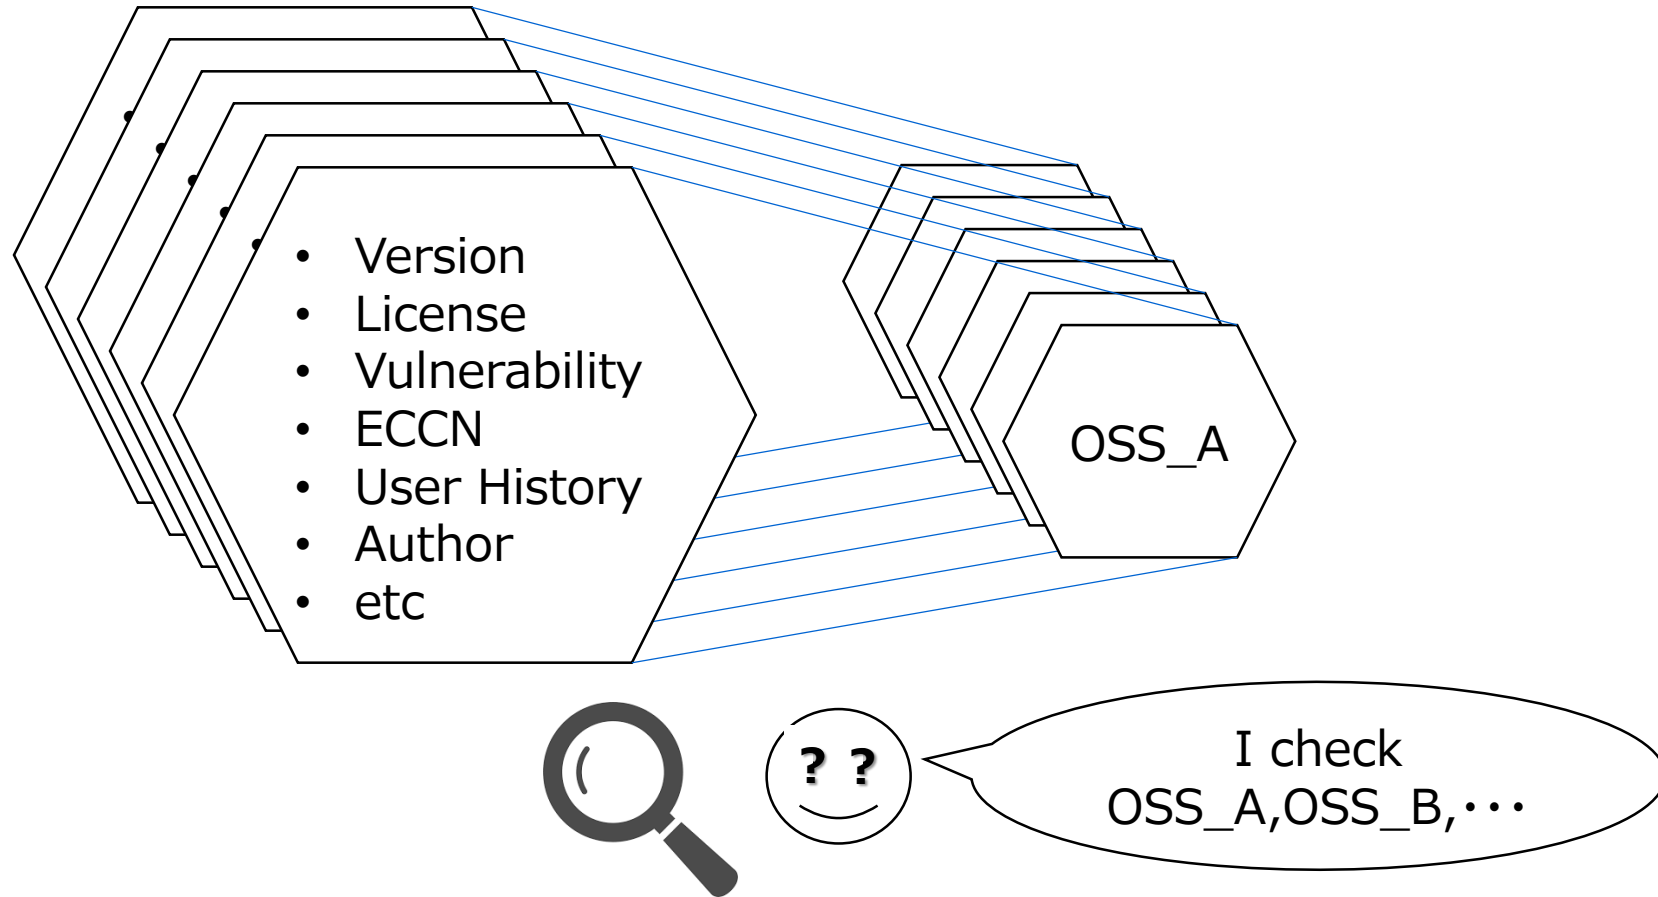 • Version
• License
• Vulnerability
• ECCN
• User History
• Author
• etc
OSS_A
? ?
I check
OSS_A,OSS_B,・・・